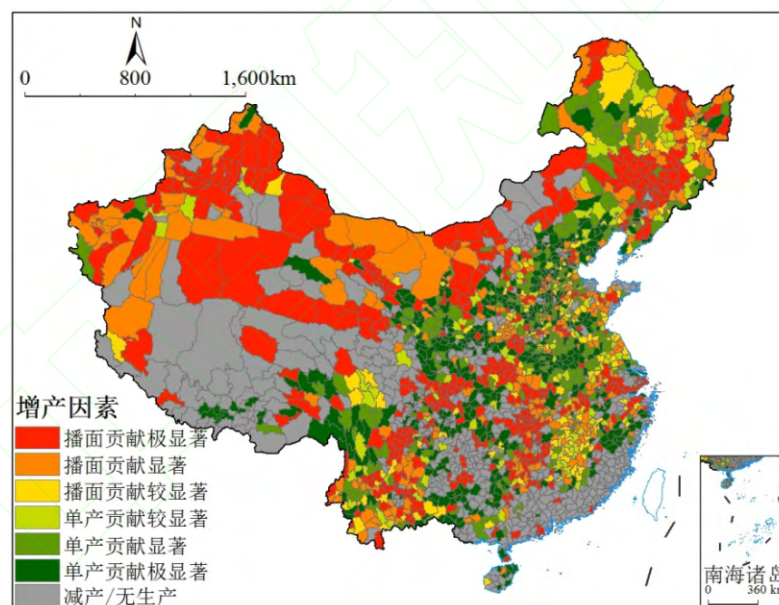 N
0 800 1,600km
增产因素
播面贡献极显著
播面贡献显著
播面贡献较显著
单产贡献较显著
单产贡献显著
单产贡献极显著
减产/无生产
南海诸岛
0 360 km